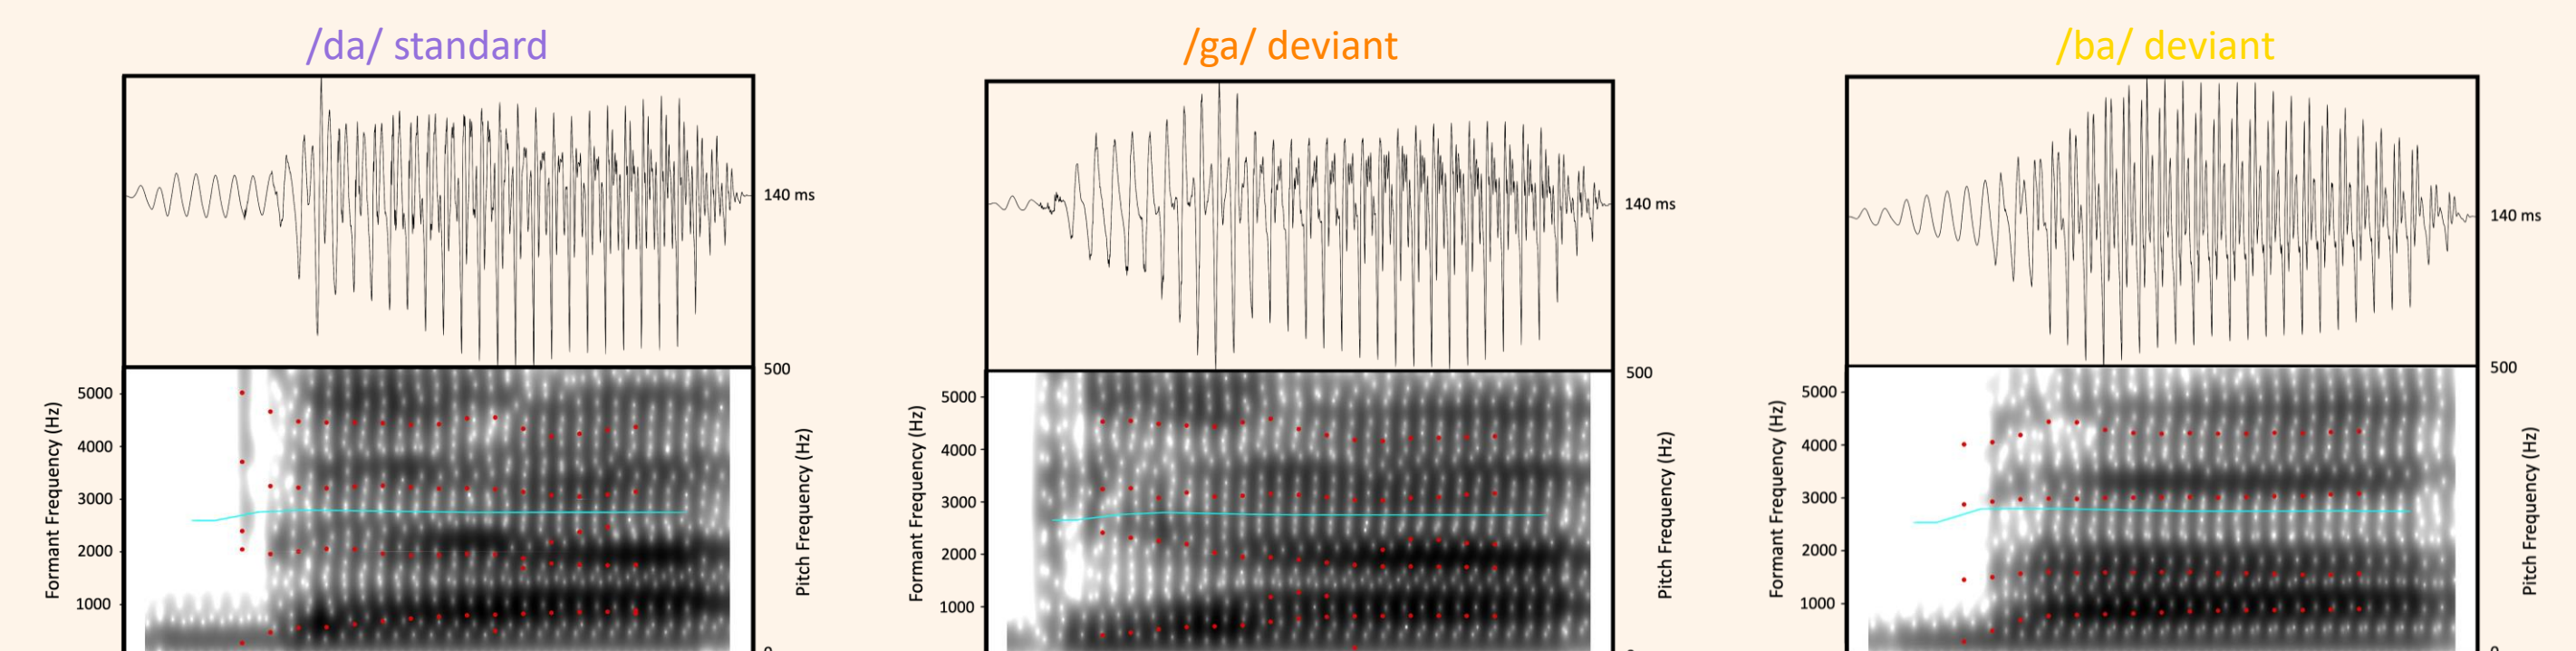 /da/ standard
140 ms
500
5000
4000
3000
2000
1000
Formant Frequency (Hz)
Pitch Frequency (Hz)
/ga/ deviant
140 ms
500
5000
4000
3000
2000
1000
Formant Frequency (Hz)
Pitch Frequency (Hz)
/ba/ deviant
140 ms
500
5000
4000
3000
2000
1000
Formant Frequency (Hz)
Pitch Frequency (Hz)